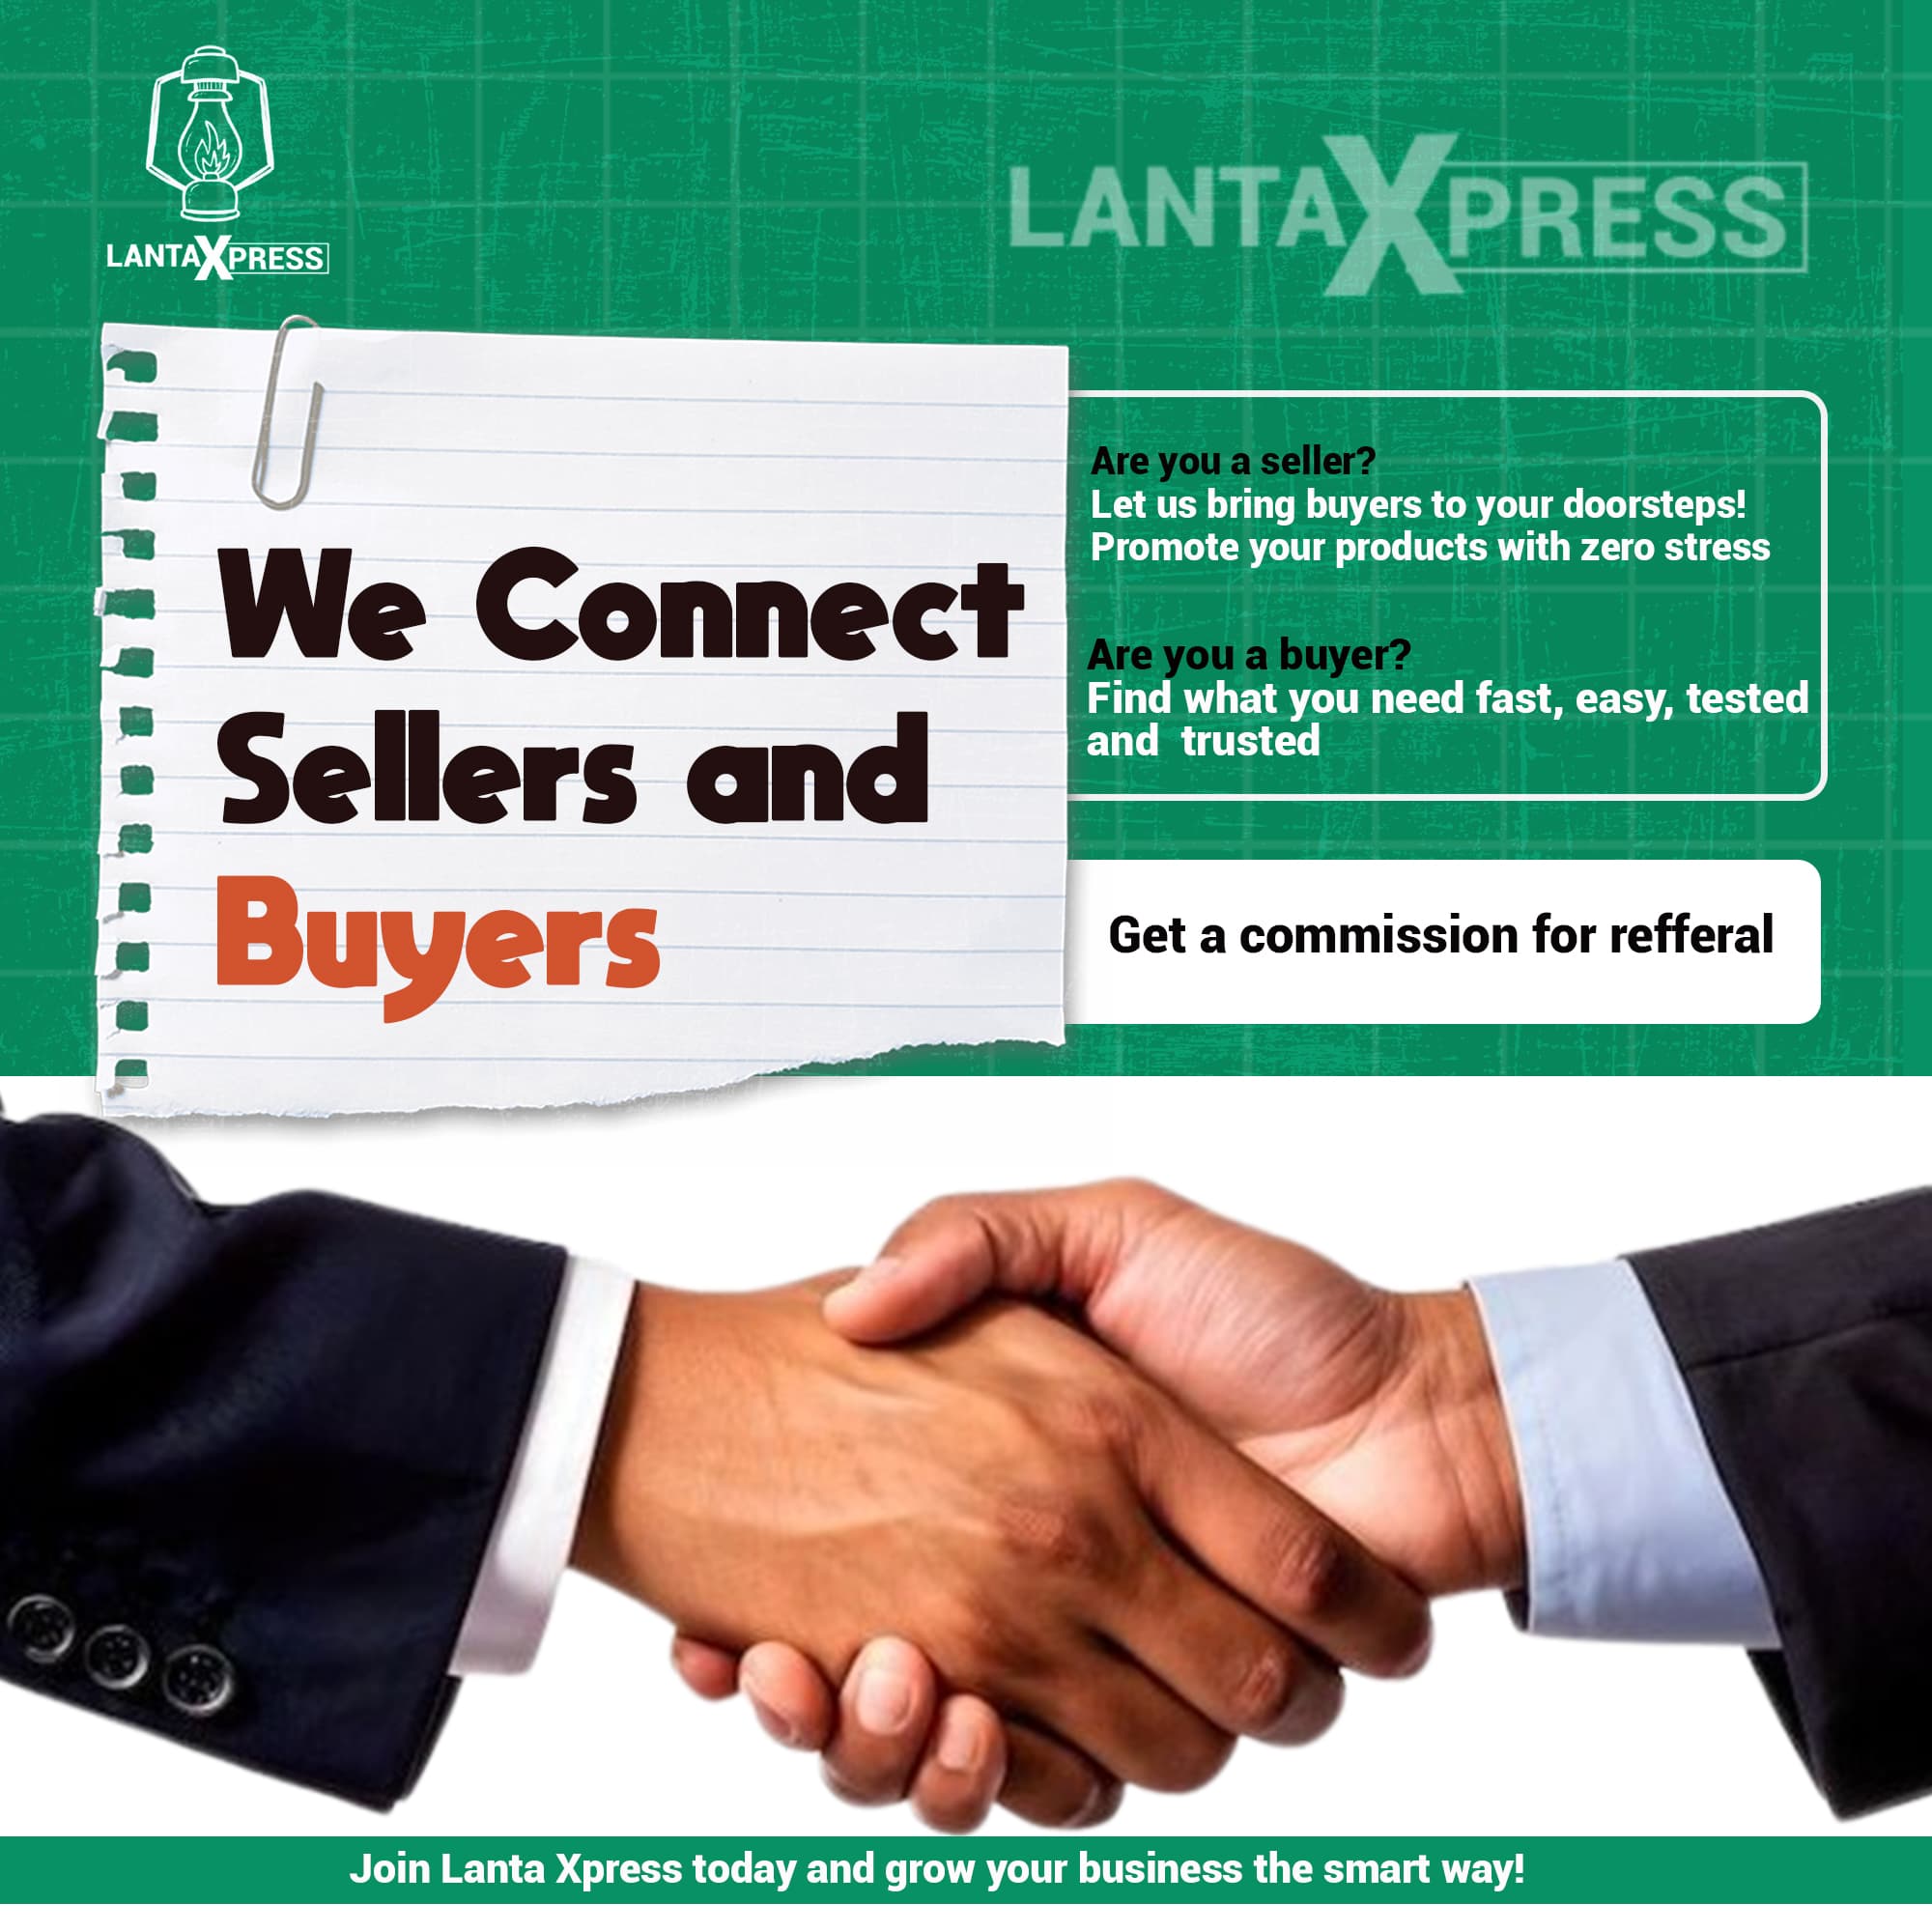 LANTAXPRESS
LANTAXPRESS
We Connect
Sellers and
Buyers
Are you a seller?
Let us bring buyers to your doorsteps!
Promote your products with zero stress
Are you a buyer?
Find what you need fast, easy, tested
and trusted
Get a commission for refferal
Join Lanta Xpress today and grow your business the smart way!